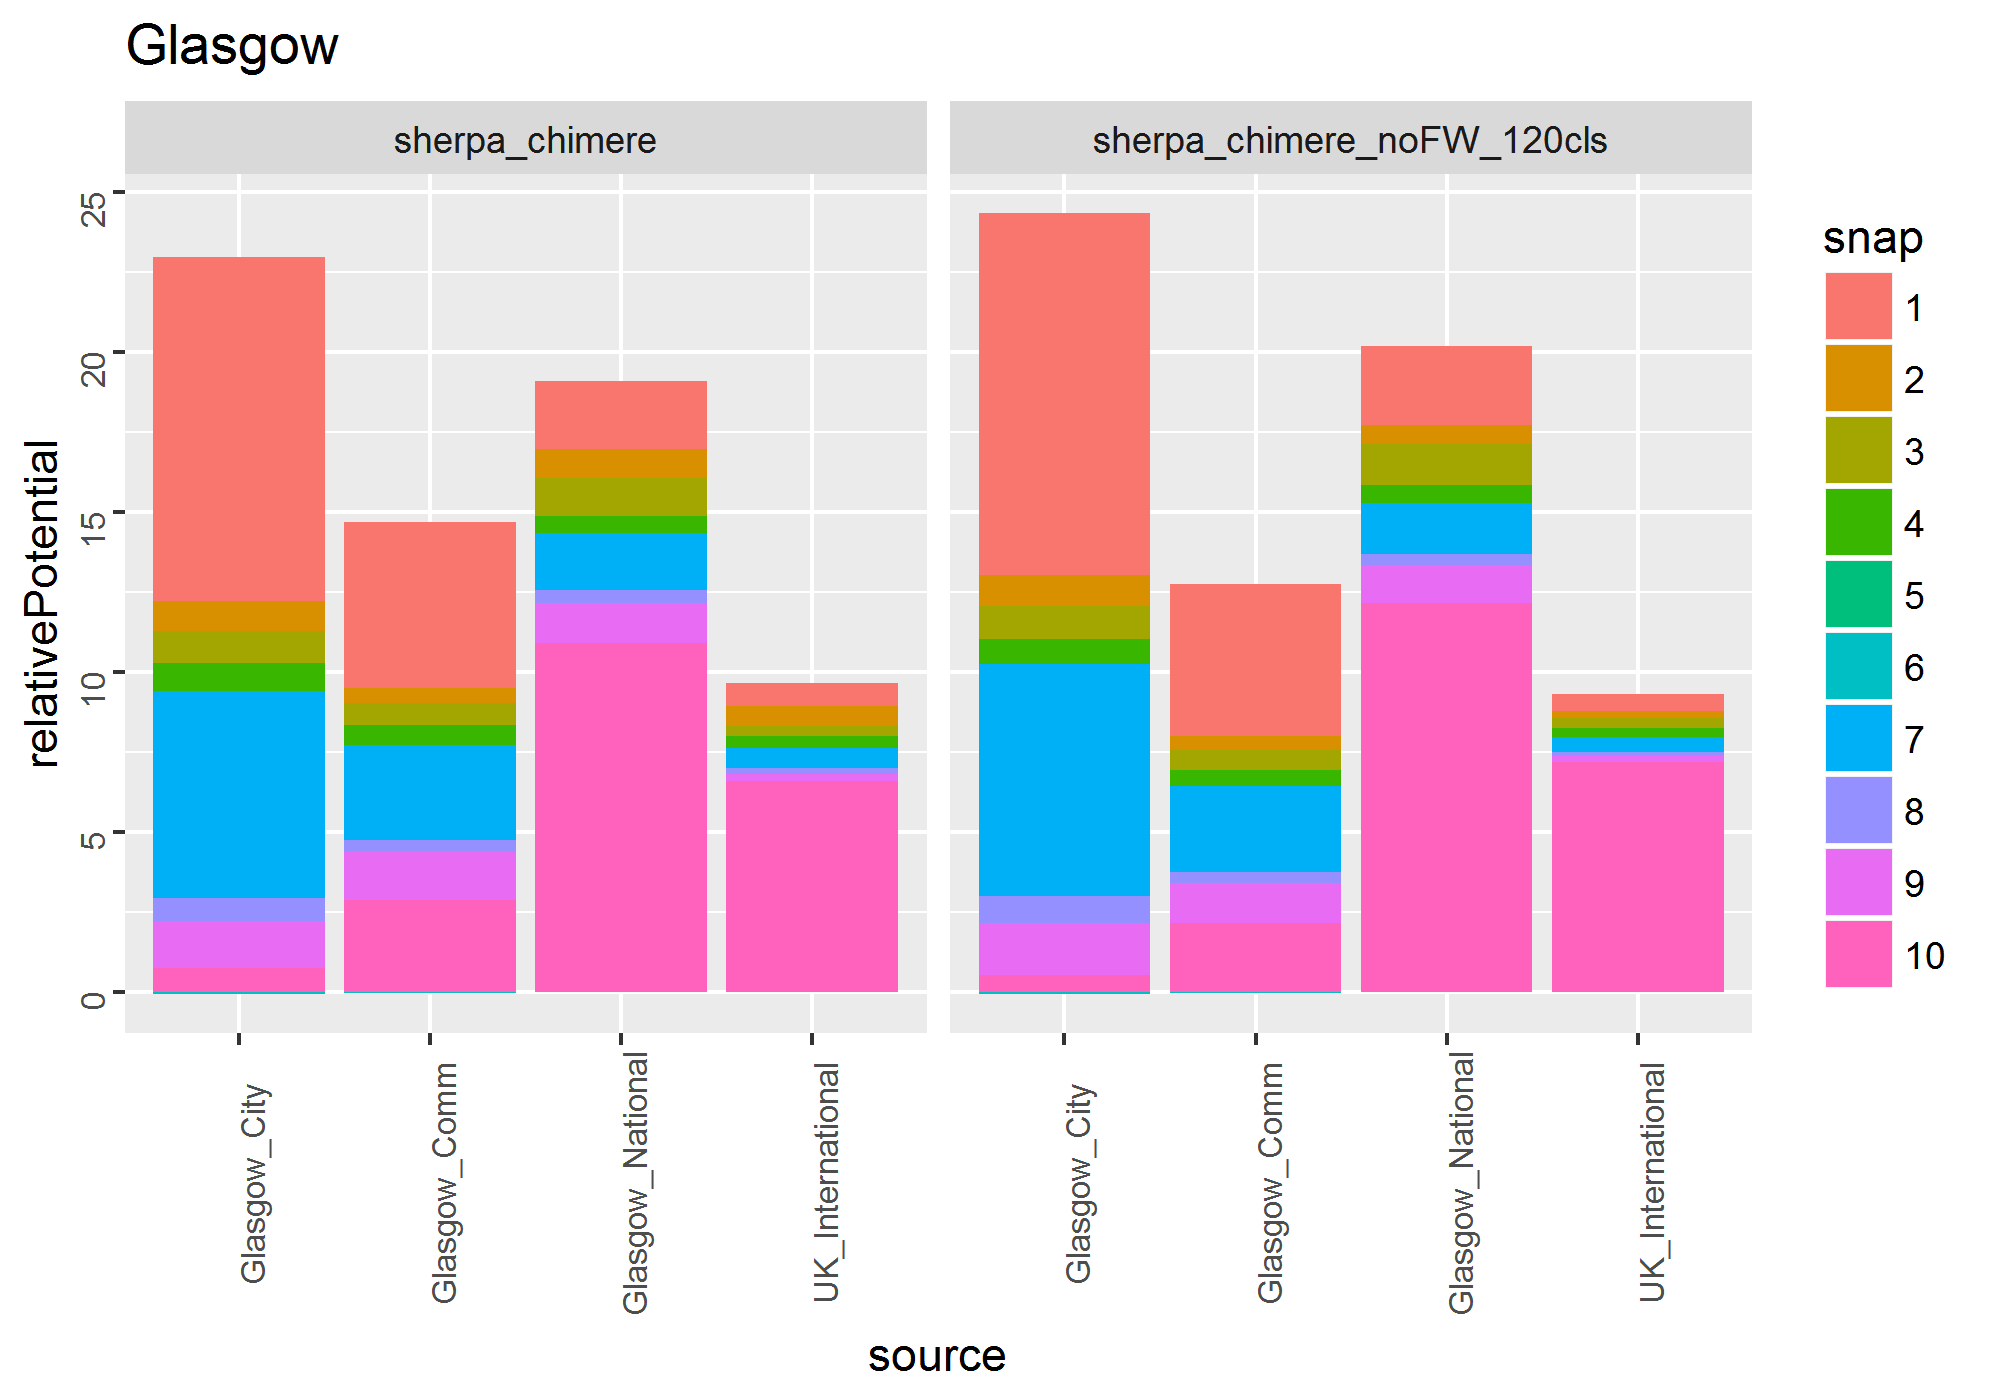 Glasgow
sherpa_chimere
sherpa_chimere_noFW_120cls
relativePotential
25
20
15
10
5
0
Glasgow_City
Glasgow_Comm
Glasgow_National
UK_International
Glasgow_City
Glasgow_Comm
Glasgow_National
UK_International
source
snap
1
2
3
4
5
6
7
8
9
10